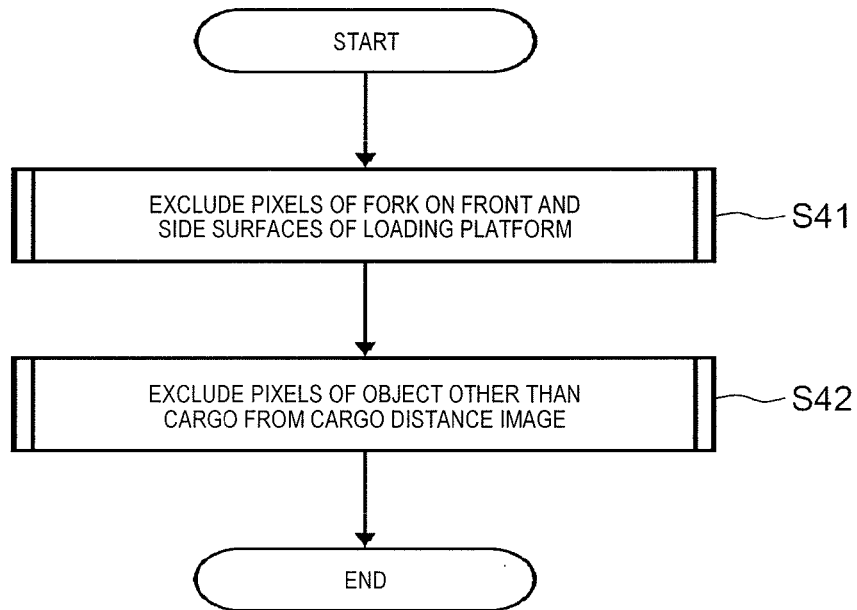 START
EXCLUDE PIXELS OF FORK ON FRONT AND
SIDE SURFACES OF LOADING PLATFORM
S41
EXCLUDE PIXELS OF OBJECT OTHER THAN
CARGO FROM CARGO DISTANCE IMAGE
S42
END